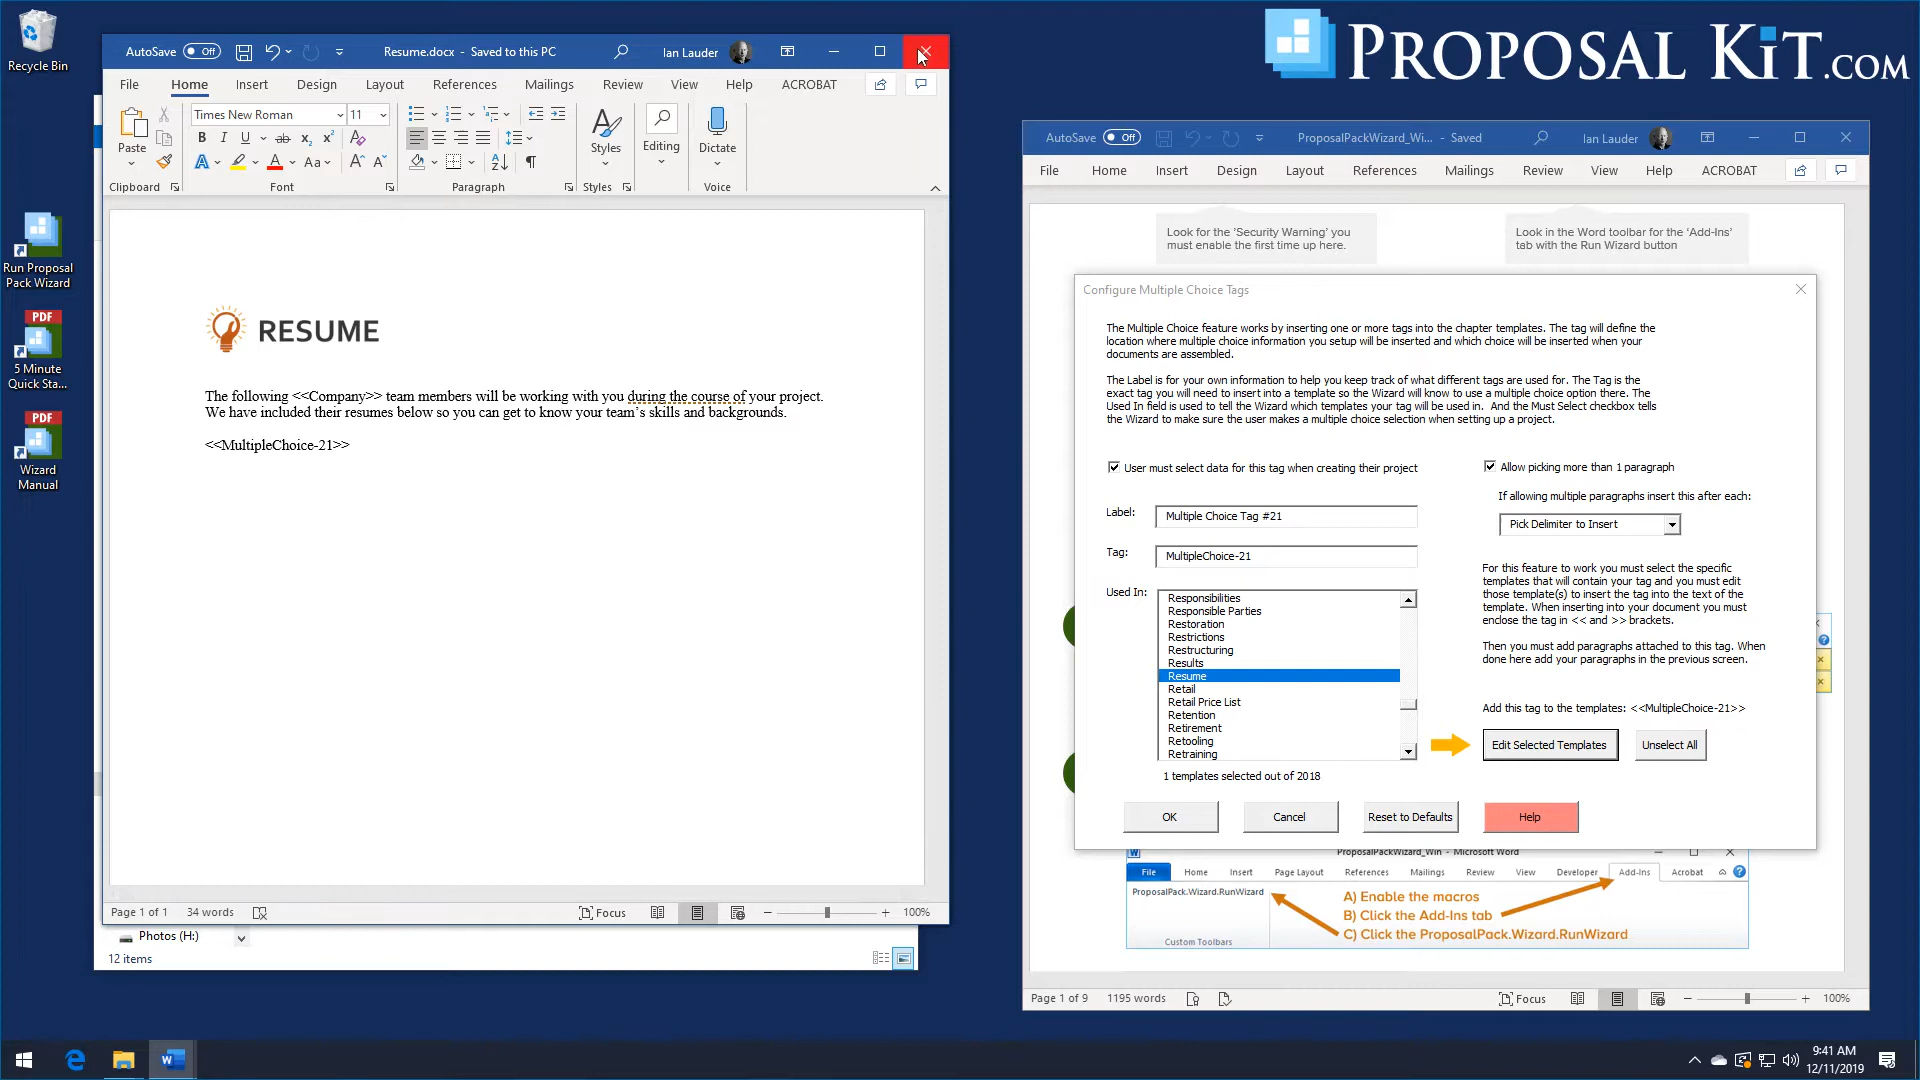 Recycle Bin
Run Proposal
Pack Wizard
PDF
5 Minute
Quick Sta...
PDF
Wizard
Manual
AutoSave Off
Resume.docx - Saved to this PC
Ian Lauder
File Home Insert Design Layout References Mailings Review View Help ACROBAT
Times New Roman 11
Paste
Styles
Editing
Dictate
Clipboard Font Paragraph Styles Voice
RESUME
The following <<Company>> team members will be working with you during the course of your project.
We have included their resumes below so you can get to know your team’s skills and backgrounds.
<<MultipleChoice-21>>
Page 1 of 1 34 words Focus 100%
Photos (H:)
12 items
PROPOSAL KIT.COM
AutoSave Off
ProposalPackWizard_Wi... - Saved
Ian Lauder
File Home Insert Design Layout References Mailings Review View Help ACROBAT
Look for the 'Security Warning' you
must enable the first time up here.
Look in the Word toolbar for the 'Add-Ins'
tab with the Run Wizard button
Configure Multiple Choice Tags
The Multiple Choice feature works by inserting one or more tags into the chapter templates. The tag will define the
location where multiple choice information you setup will be inserted and which choice will be inserted when your
documents are assembled.
The Label is for your own information to help you keep track of what different tags are used for. The Tag is the
exact tag you will need to insert into a template so the Wizard will know to use a multiple choice option there. The
Used In field is used to tell the Wizard which templates your tag will be used in. And the Must Select checkbox tells
the Wizard to make sure the user makes a multiple choice selection when setting up a project.
User must select data for this tag when creating their project
Allow picking more than 1 paragraph
If allowing multiple paragraphs insert this after each:
Pick Delimiter to Insert
Label: Multiple Choice Tag #21
Tag: MultipleChoice-21
Used In:
Responsibilities
Responsible Parties
Restoration
Restrictions
Restructuring
Results
Resume
Retail
Retail Price List
Retention
Retirement
Retooling
Retraining
1 templates selected out of 2018
For this feature to work you must select the specific
templates that will contain your tag and you must edit
those template(s) to insert the tag into the text of the
template. When inserting into your document you must
enclose the tag in << and >> brackets.
Then you must add paragraphs attached to this tag. When
done here add your paragraphs in the previous screen.
Add this tag to the templates: <<MultipleChoice-21>>
Edit Selected Templates
Unselect All
OK
Cancel
Reset to Defaults
Help
ProposalPackWizard_Win - Microsoft Word
File Home Insert Page Layout References Mailings Review View Developer Add-Ins Acrobat
ProposalPack.Wizard.RunWizard
A) Enable the macros
B) Click the Add-Ins tab
C) Click the ProposalPack.Wizard.RunWizard
Custom Toolbars
Page 1 of 9 1195 words Focus 100%
9:41 AM
12/11/2019